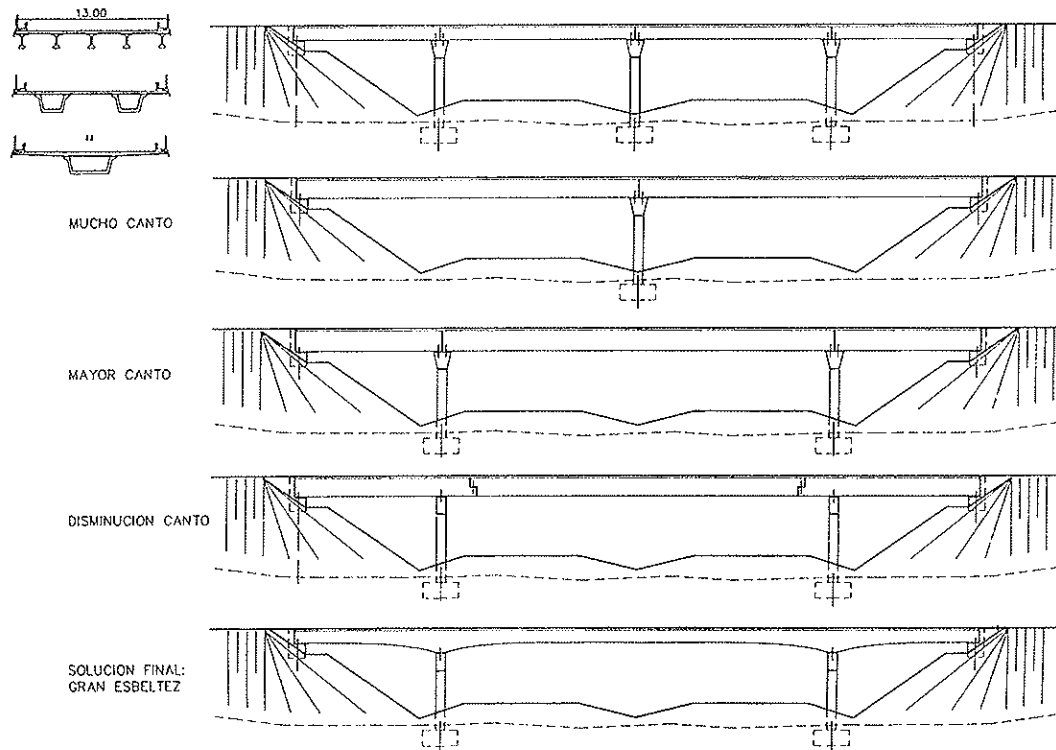 13.00
MUCHO CANTO
MAYOR CANTO
DISMINUCION CANTO
SOLUCION FINAL:
GRAN ESBELTEZ